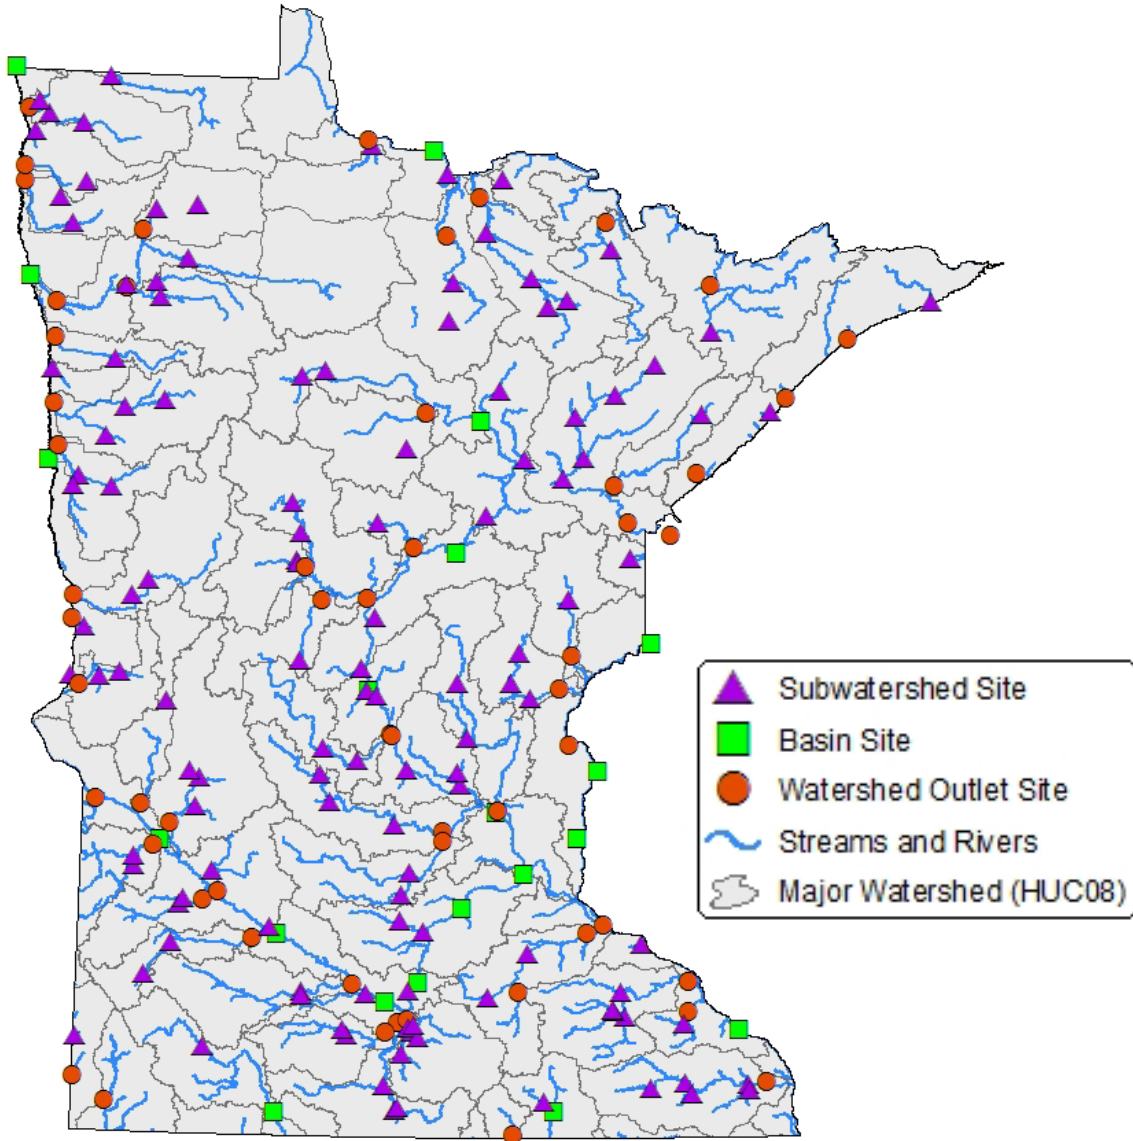 Subwatershed Site
Basin Site
Watershed Outlet Site
Streams and Rivers
Major Watershed (HUC08)